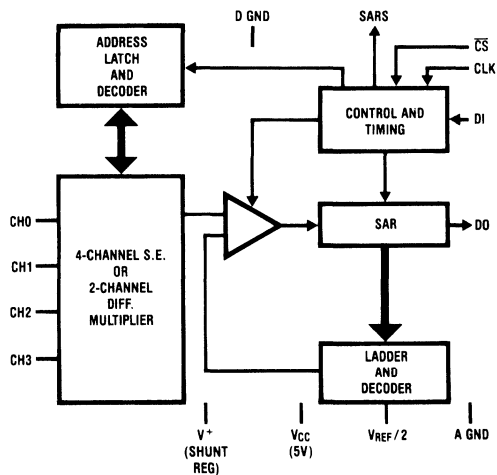 D GND
SARS
CS
CLK
DI
ADDRESS
LATCH
AND
DECODER
CONTROL AND
TIMING
CH0
CH1
CH2
CH3
4-CHANNEL S.E.
OR
2-CHANNEL
DIFF.
MULTIPLIER
SAR
DO
LADDER
AND
DECODER
V+
(SHUNT
REG)
VCC
(5V)
VREF/2
A GND